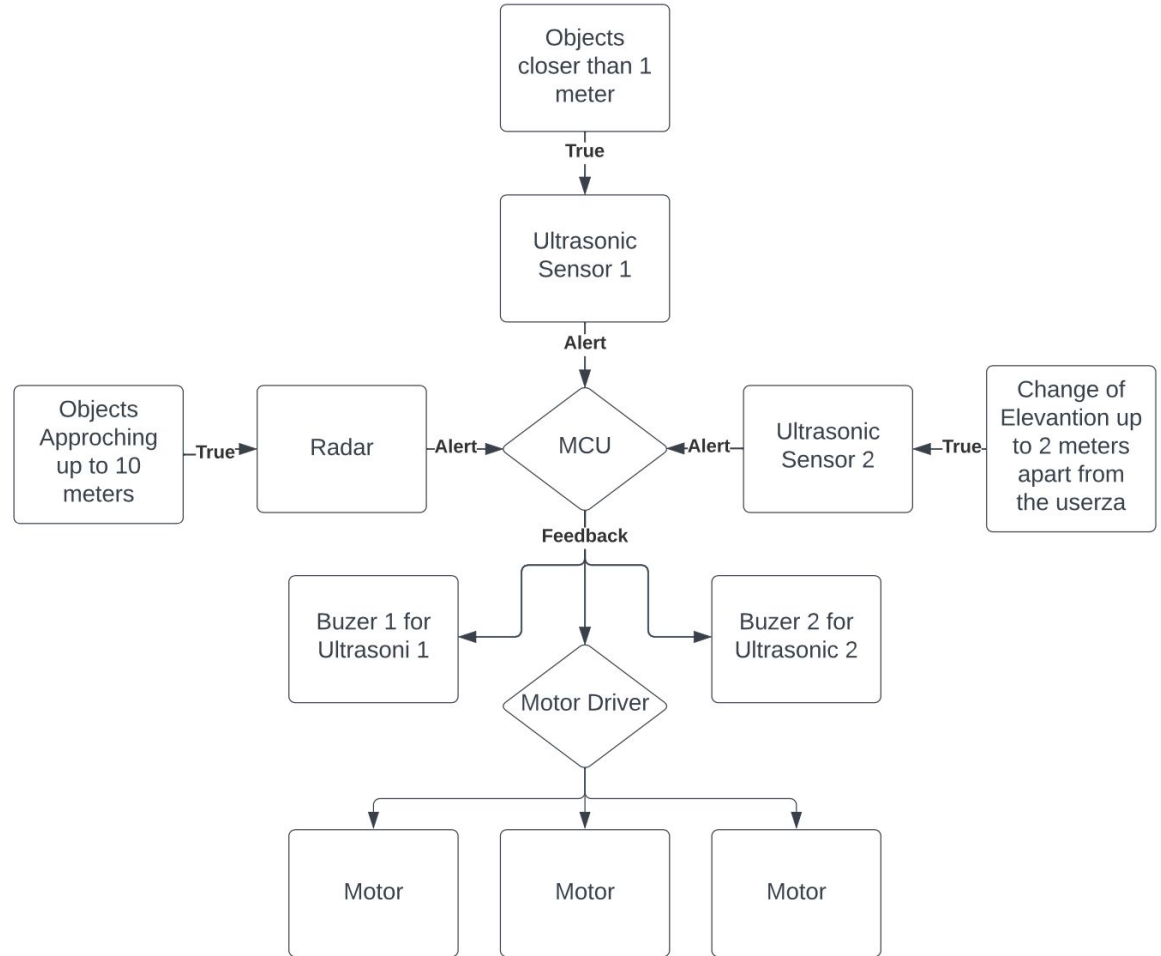 Objects
closer than 1
meter
True
Ultrasonic
Sensor 1
Alert
Objects
Approching
up to 10
meters
True
Radar
Alert
MCU
Alert
Ultrasonic
Sensor 2
True
Change of
Elevantion up
to 2 meters
apart from
the userza
Feedback
Buzer 1 for
Ultrasoni 1
Buzer 2 for
Ultrasonic 2
Motor Driver
Motor
Motor
Motor